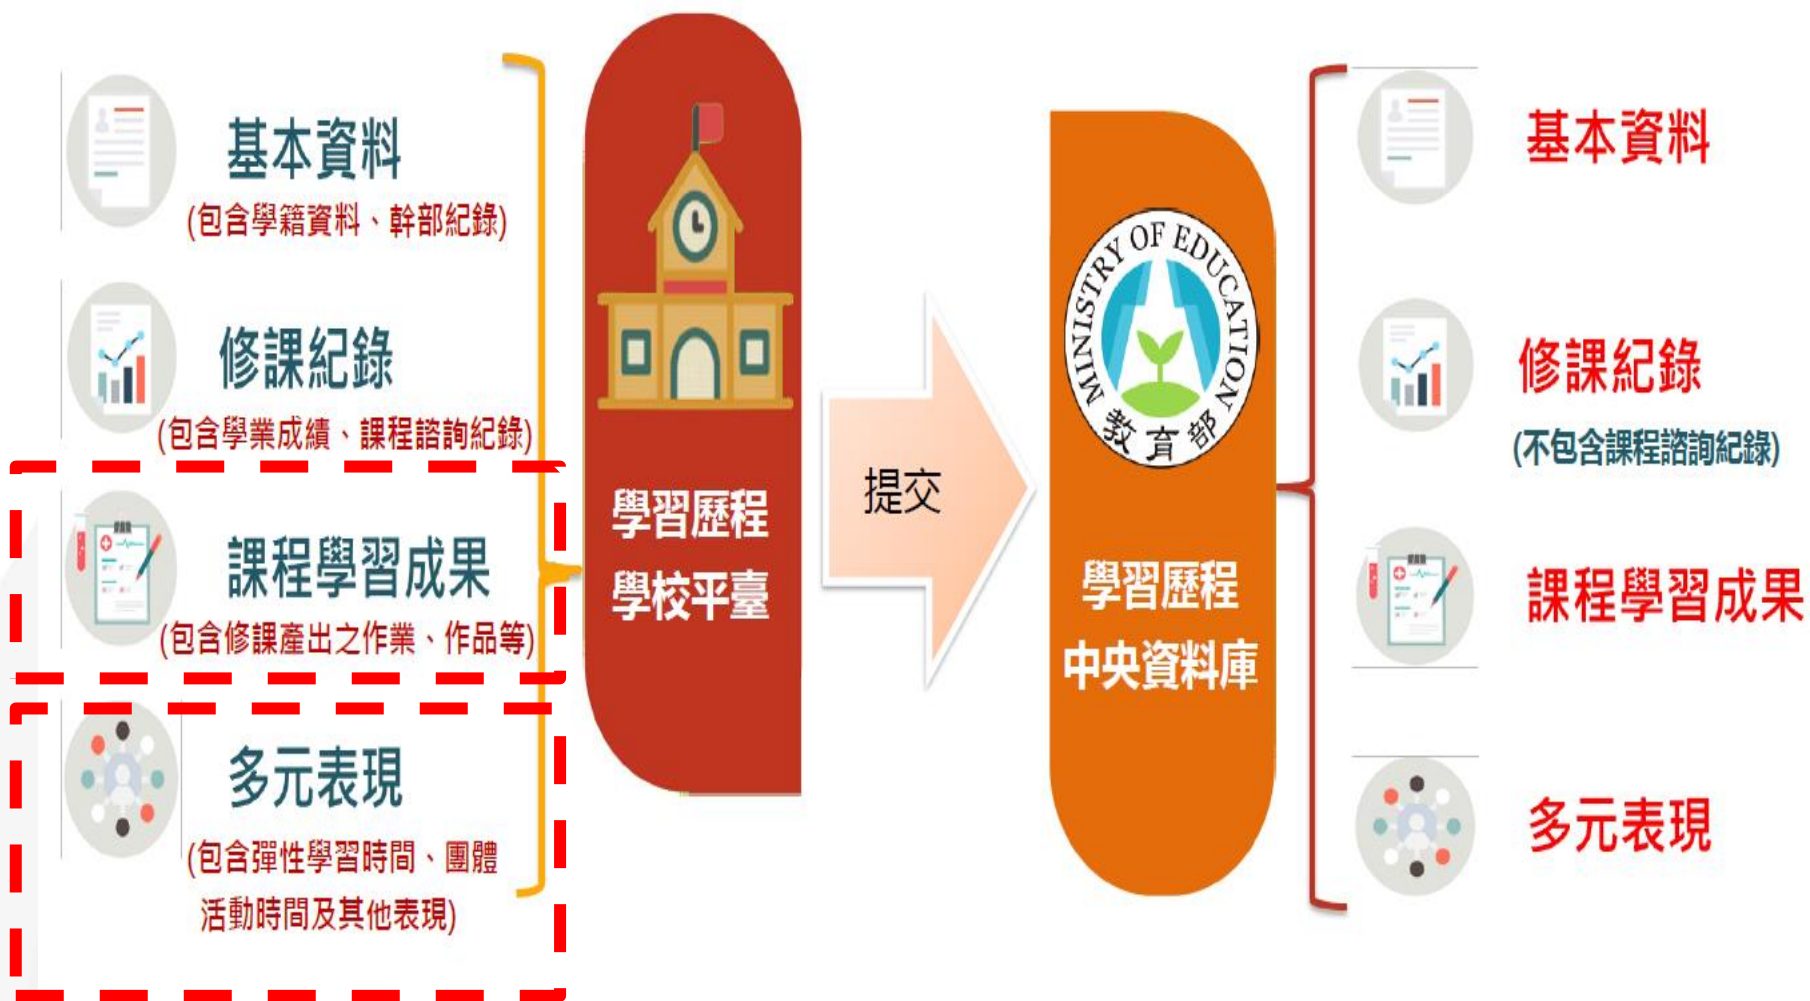 基本資料
(包含學籍資料、幹部紀錄)
修課紀錄
(包含學業成績、課程諮詢紀錄)
課程學習成果
(包含修課產出之作業、作品等)
多元表現
(包含彈性學習時間、團體
活動時間及其他表現)
學習歷程
學校平臺
提交
MINISTRY OF EDUCATION
教育部
學習歷程
中央資料庫
基本資料
修課紀錄
(不包含課程諮詢紀錄)
課程學習成果
多元表現